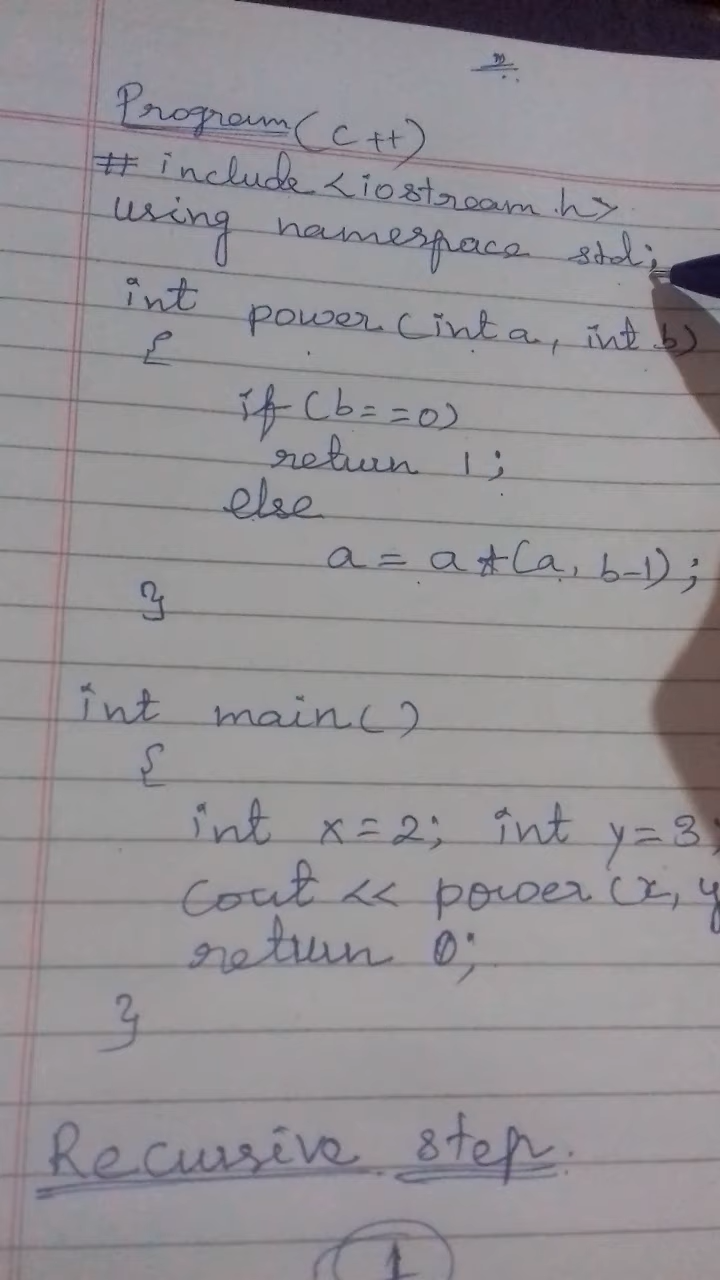 Program (C++)
# include <iostream.h>
using namespace std;
int power (int a, int b)
{
if (b==0)
return 1;
else
a = a * (a, b-1);
}
int main()
{
int x=2; int y=3;
cout << power (x, y
return 0;
}
Recursive step.
1